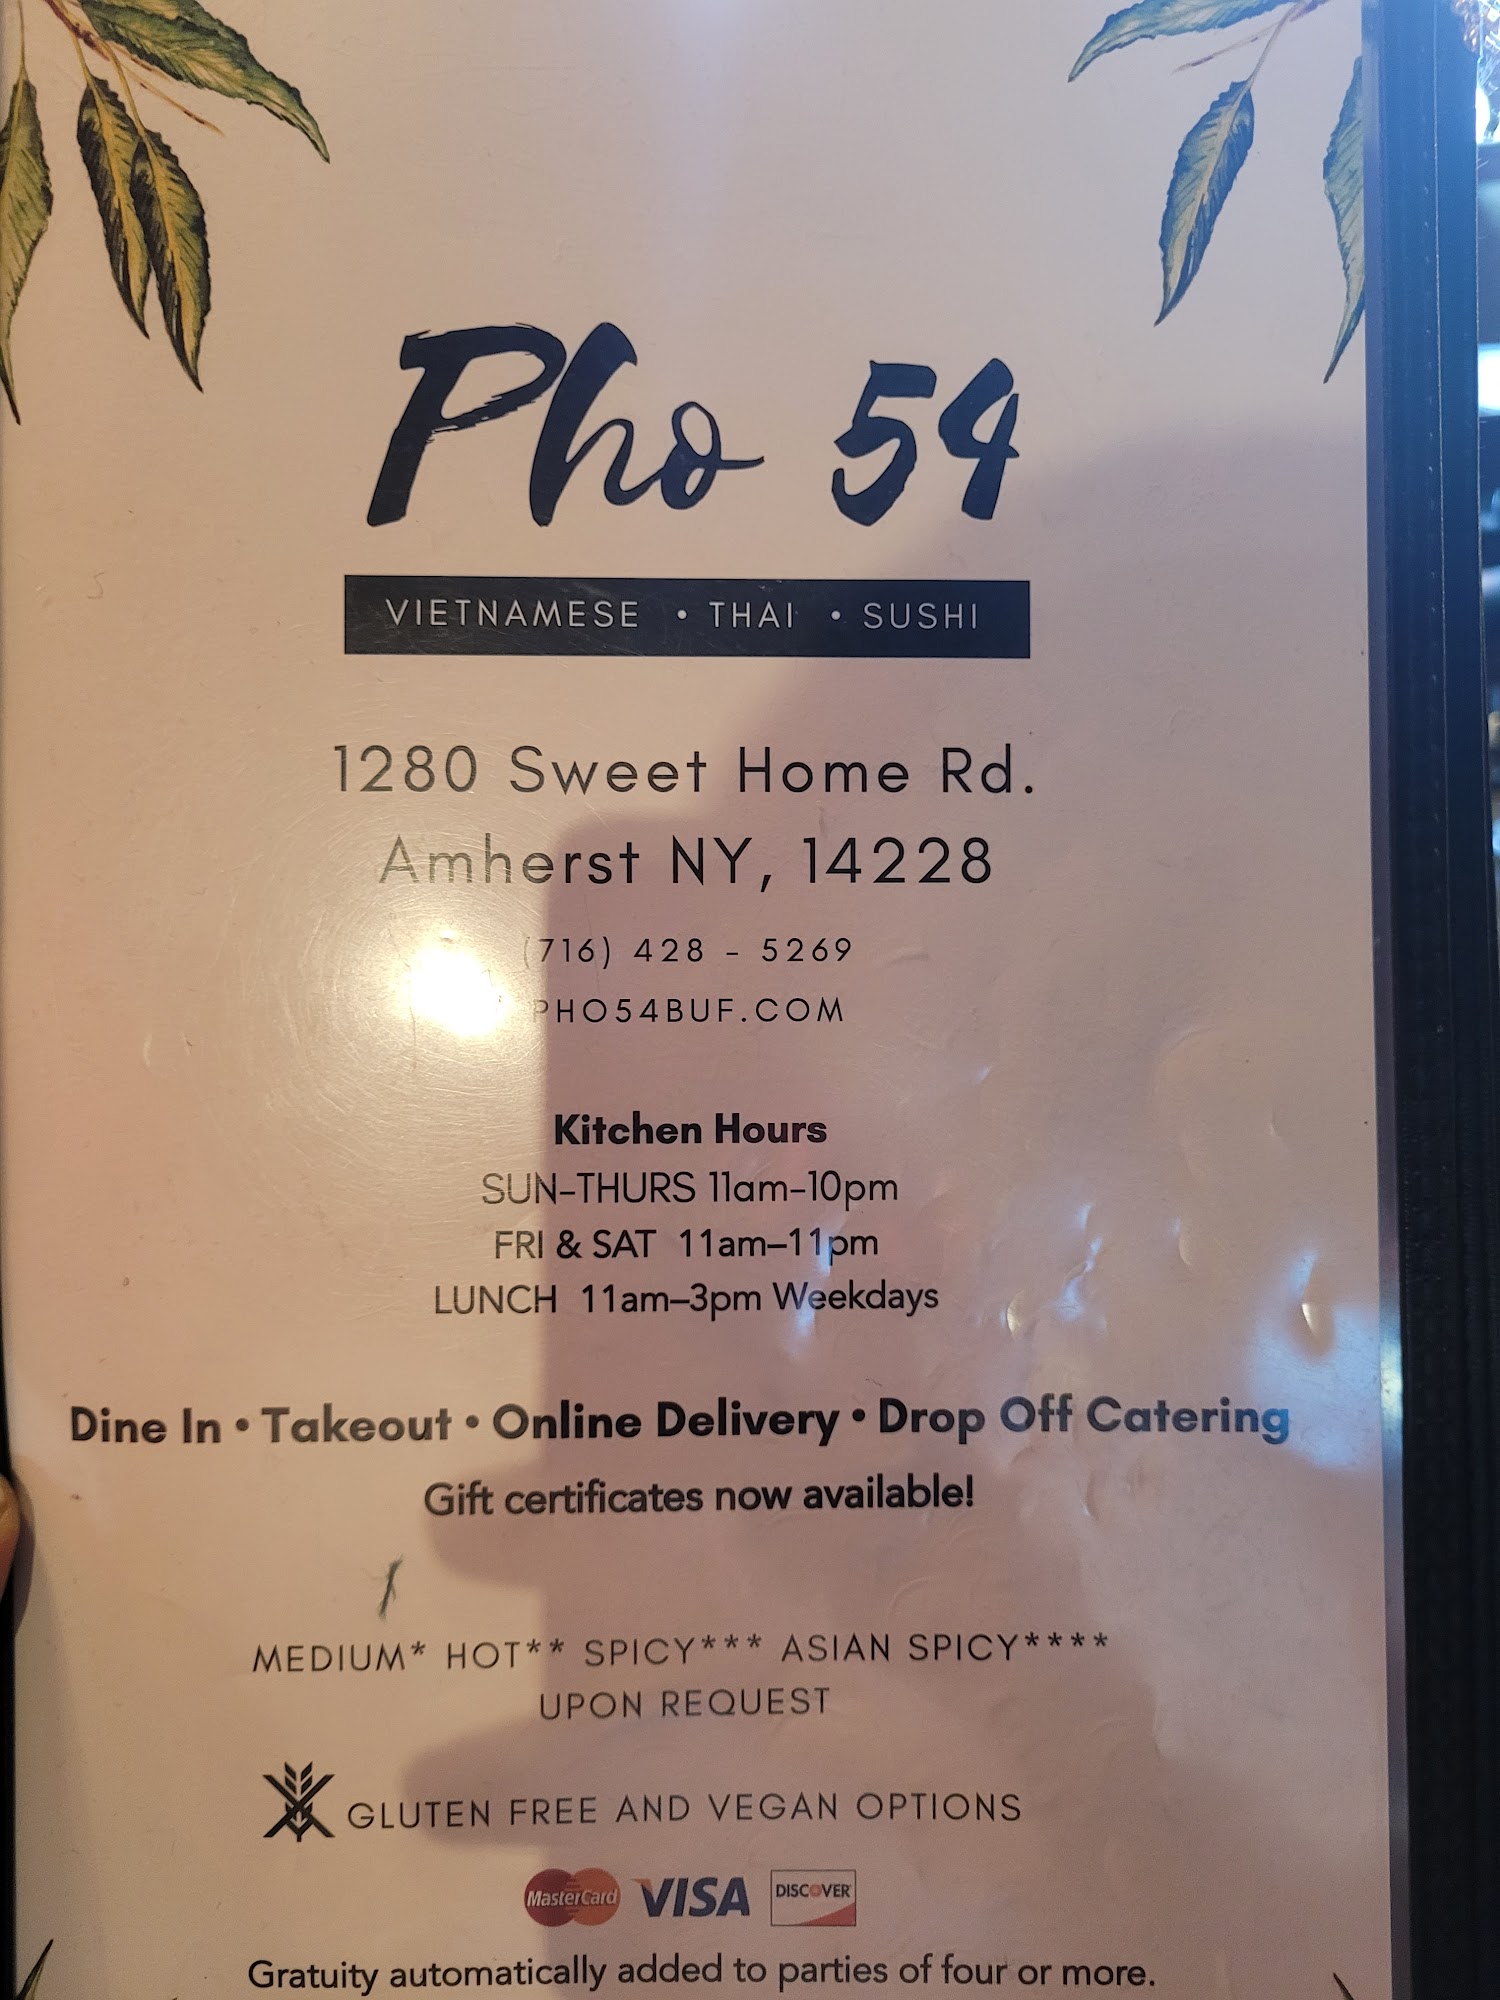 Pho 54
VIETNAMESE • THAI • SUSHI
1280 Sweet Home Rd.
Amherst NY, 14228
(716) 428 - 5269
PHO54BUF.COM
Kitchen Hours
SUN-THURS 11am-10pm
FRI & SAT 11am–11pm
LUNCH 11am–3pm Weekdays
Dine In • Takeout • Online Delivery • Drop Off Catering
Gift certificates now available!
MEDIUM* HOT** SPICY*** ASIAN SPICY****
UPON REQUEST
GLUTEN FREE AND VEGAN OPTIONS
MasterCard VISA DISCOVER
Gratuity automatically added to parties of four or more.